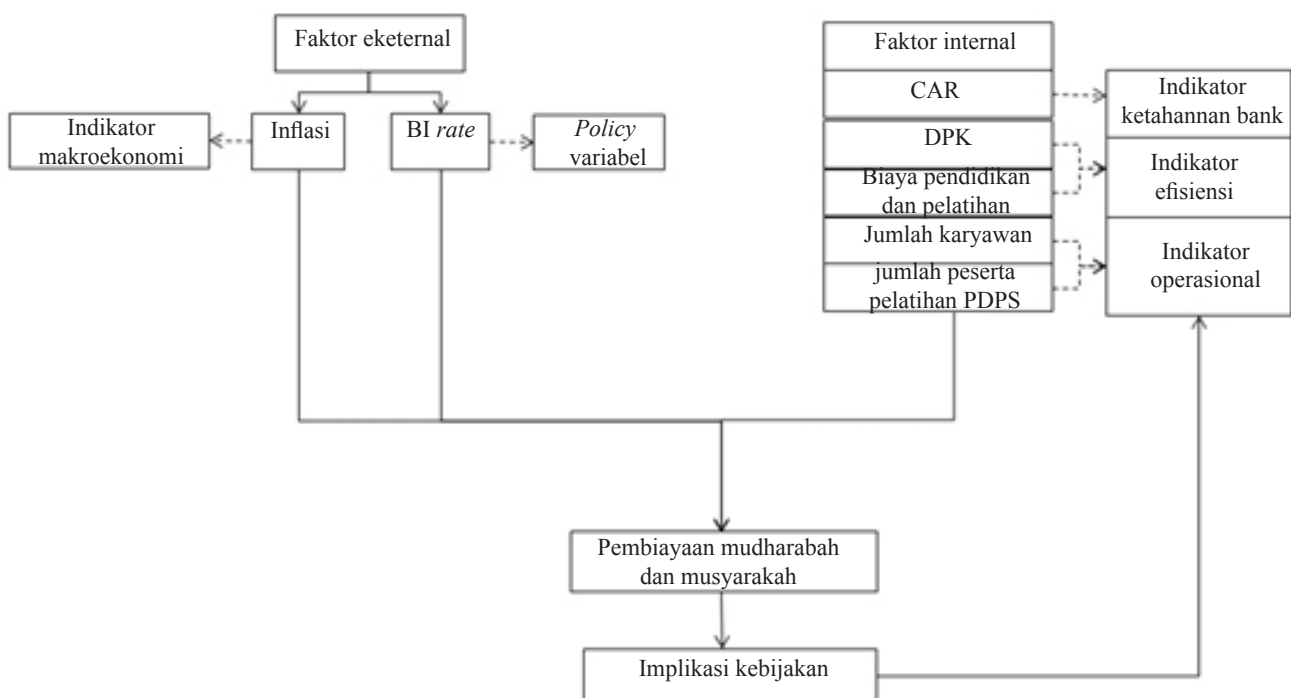 Faktor eketernal
Inflasi
BI rate
Indikator
makroekonomi
Policy
variabel
Faktor internal
CAR
DPK
Biaya pendidikan
dan pelatihan
Jumlah karyawan
jumlah peserta
pelatihan PDPS
Indikator
ketahannan bank
Indikator
efisiensi
Indikator
operasional
Pembiayaan mudharabah
dan musyarakah
Implikasi kebijakan